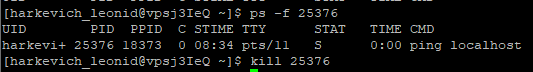 [harkevich_leonid@vpsj3IeQ ~]$ ps -f 25376
UID        PID  PPID  C STIME TTY      STAT   TIME CMD
harkevi+ 25376 18373  0 08:34 pts/11   S      0:00 ping localhost
[harkevich_leonid@vpsj3IeQ ~]$ kill 25376